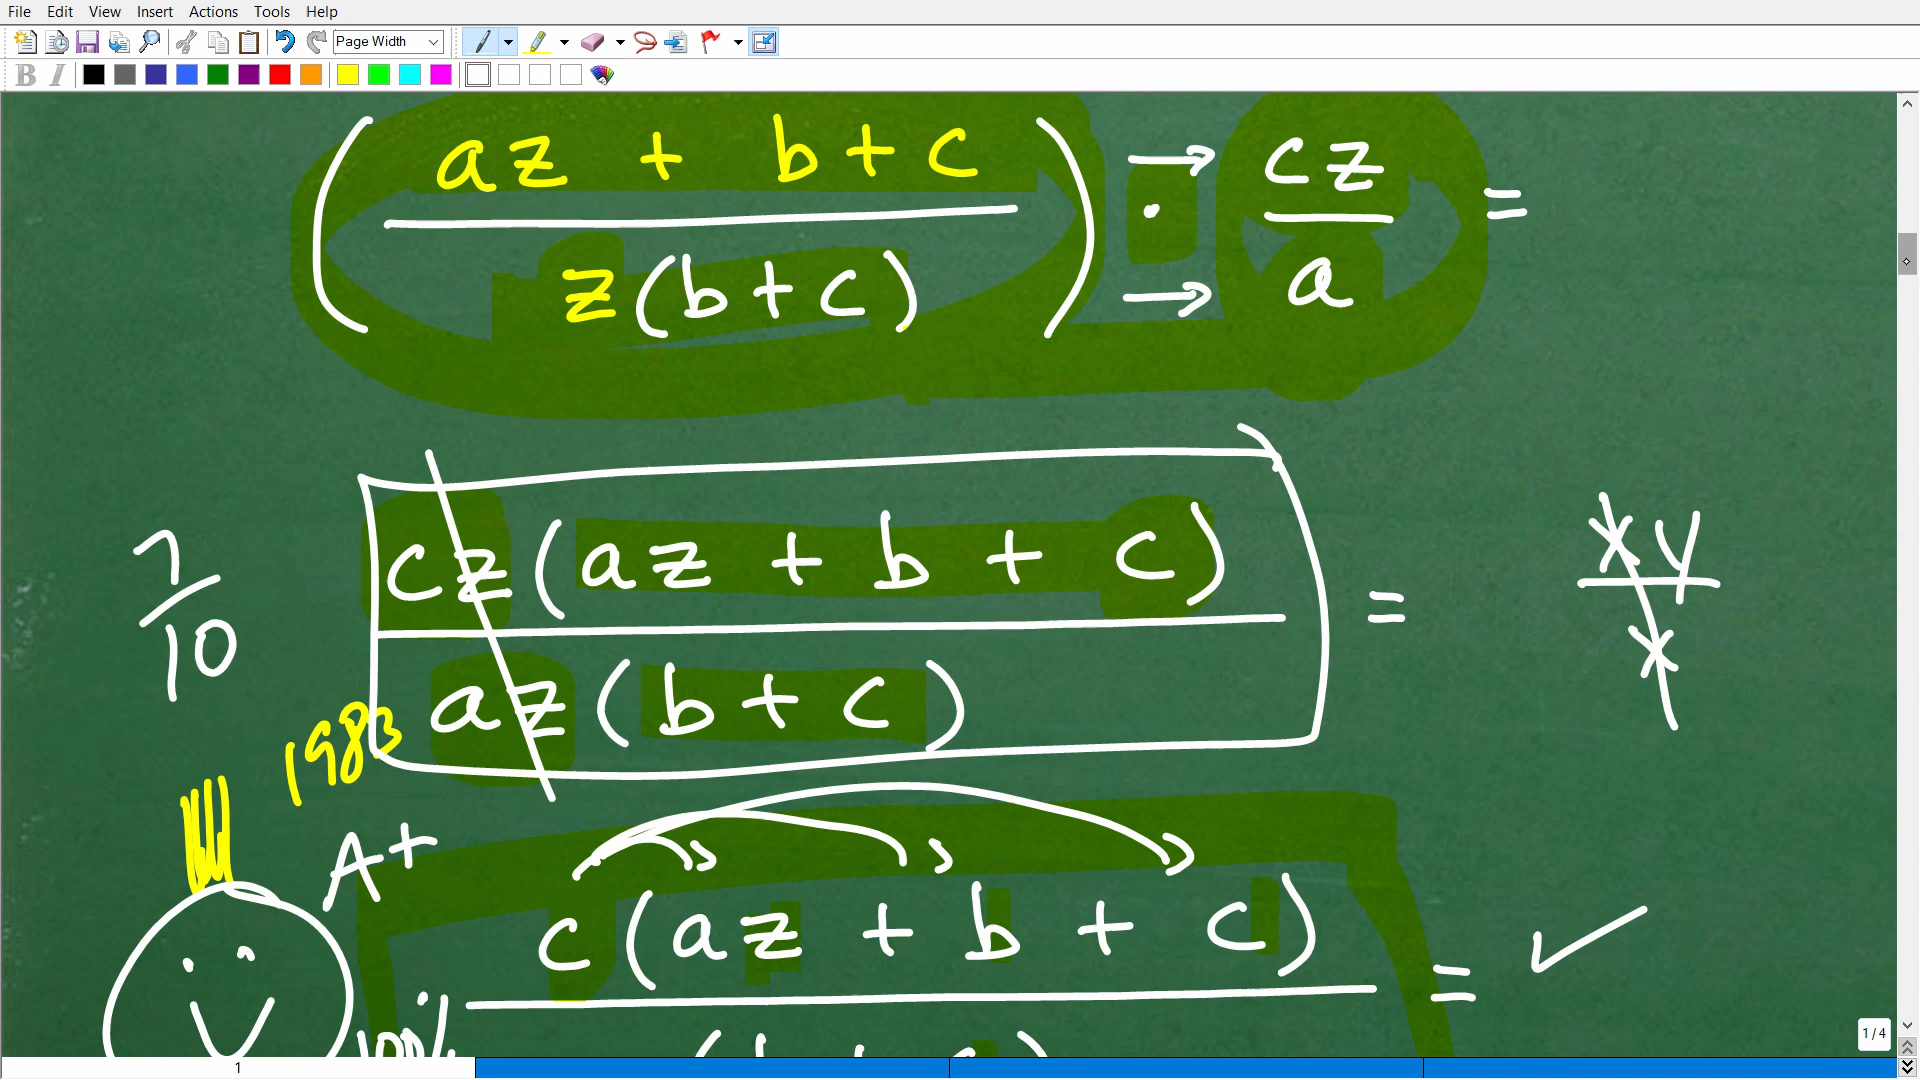 File Edit View Insert Actions Tools Help
Page Width
B I
( az + b + c / z(b + c) ) · → cz / → a =
7/10
cz(az + b + c) / az(b + c) =
xy / x
1983
A+
c(az + b + c) =
100%
1 / 4
1